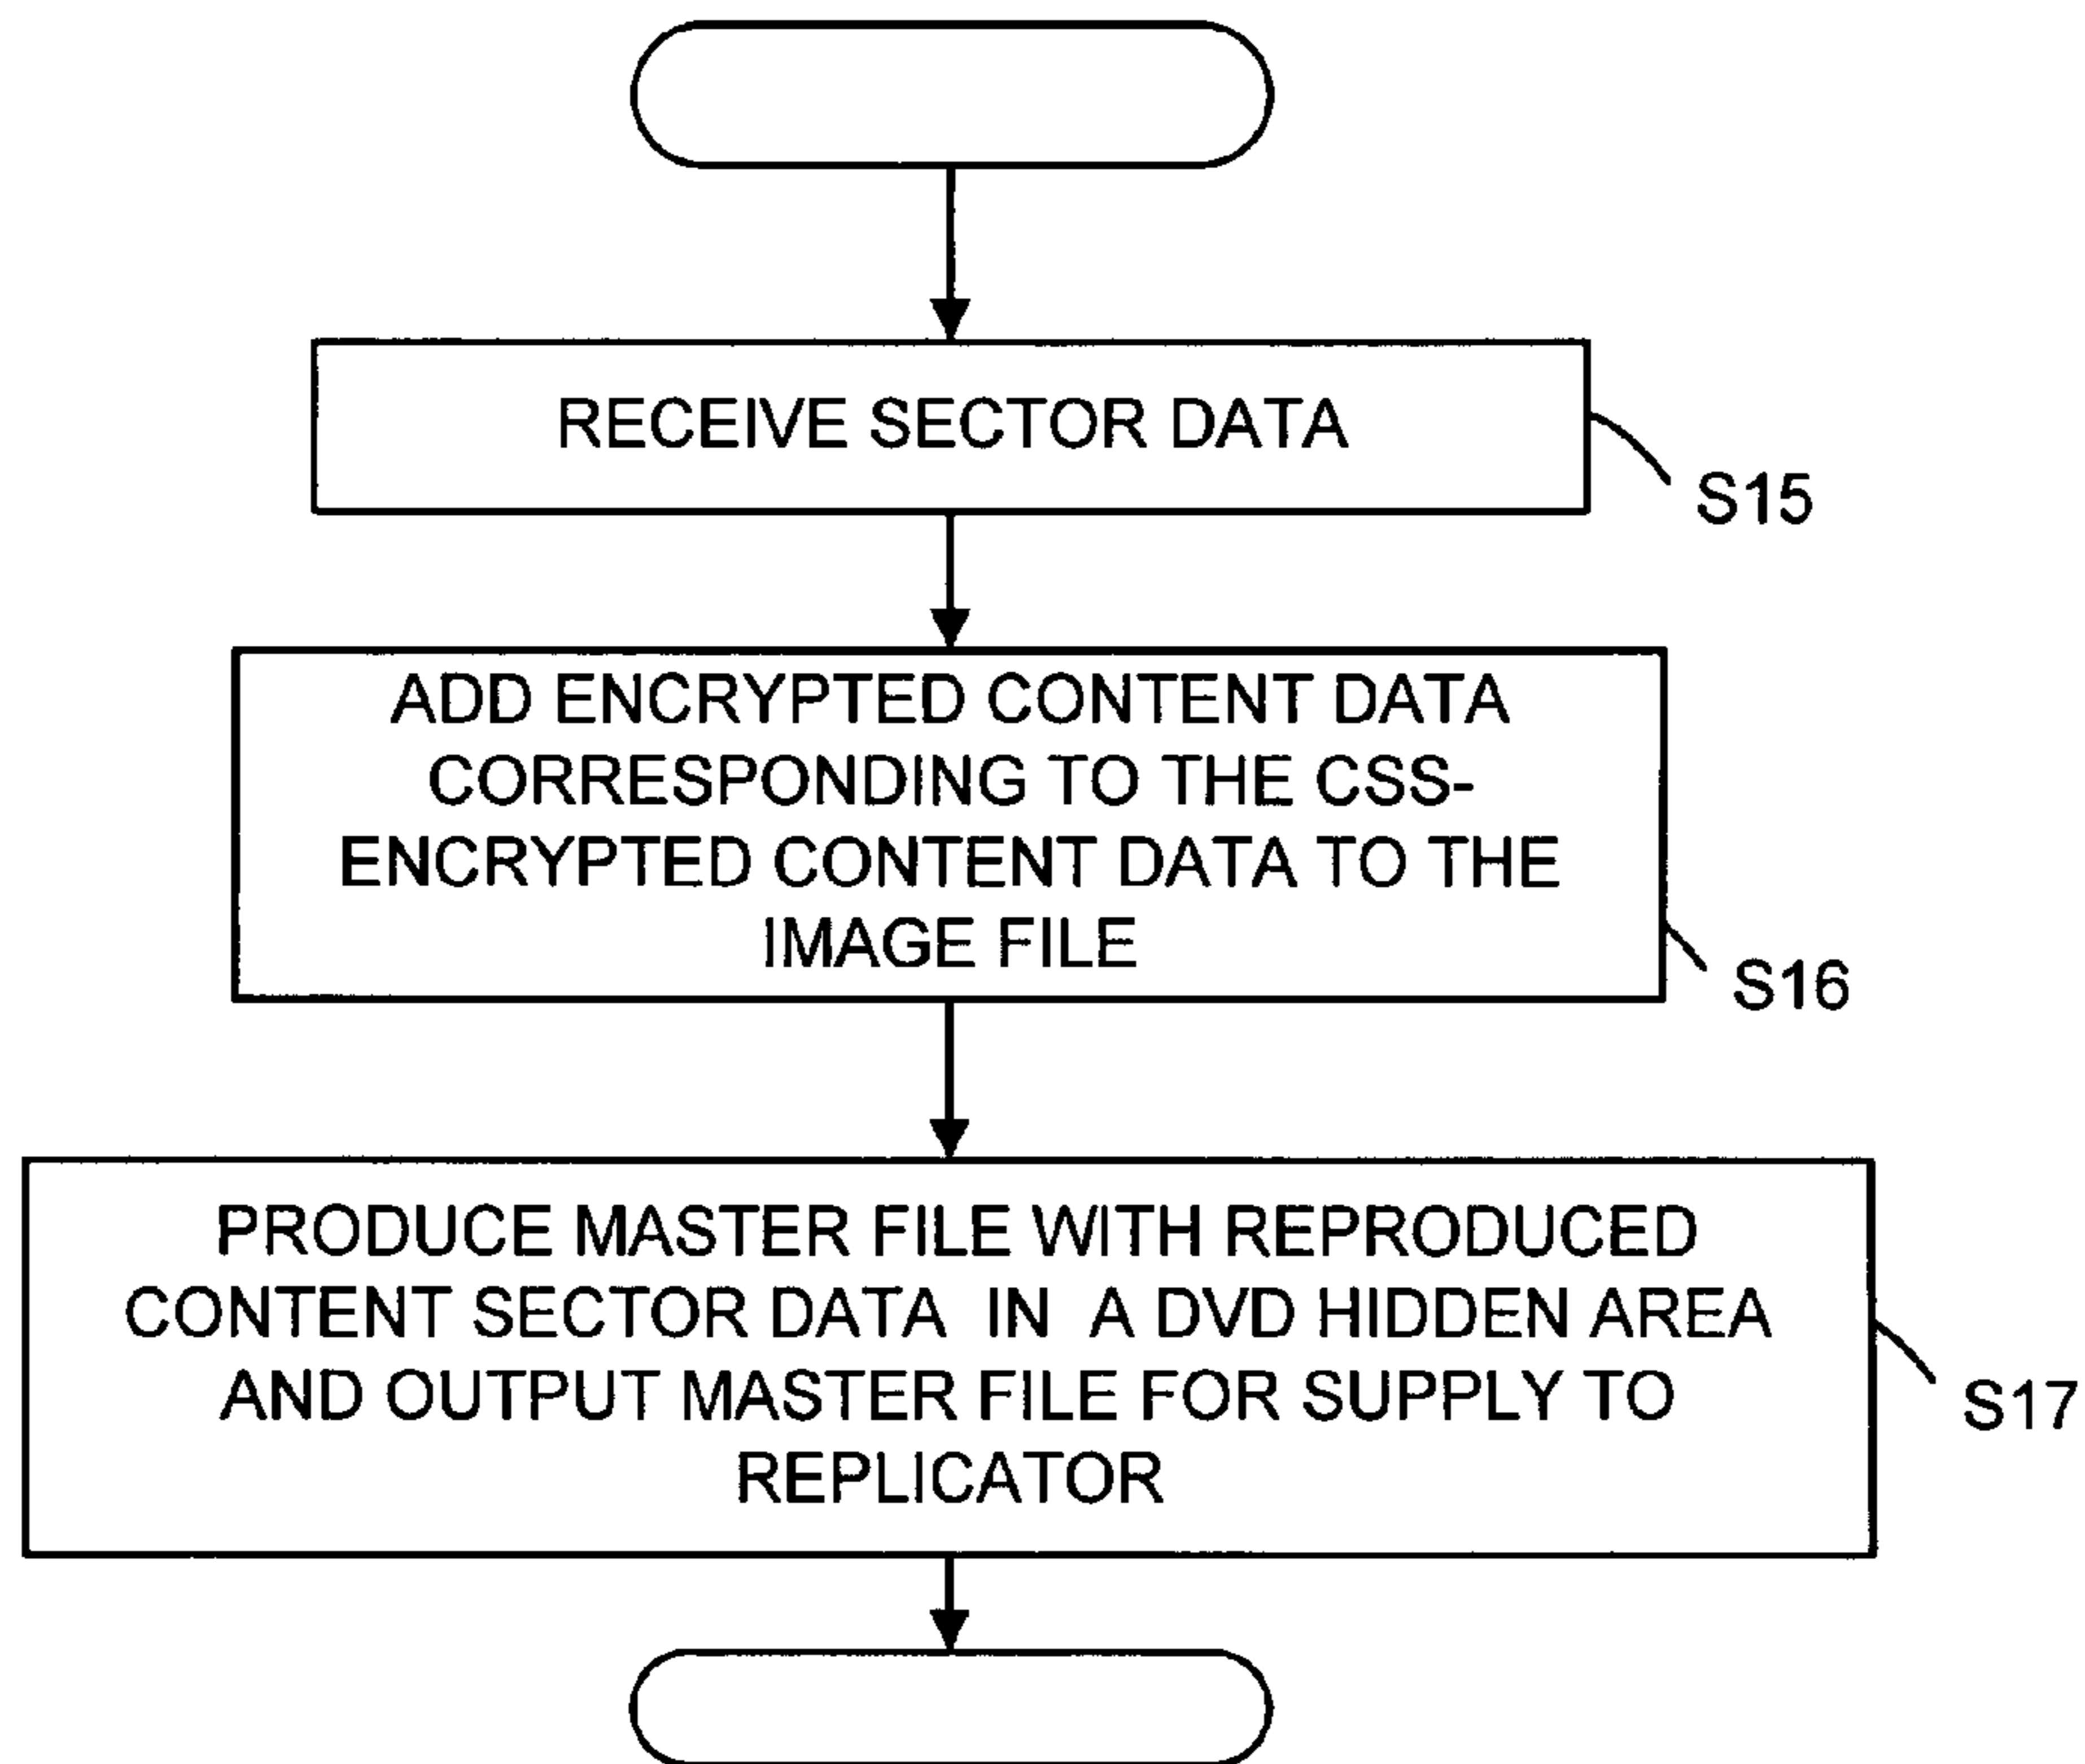 RECEIVE SECTOR DATA
S15
ADD ENCRYPTED CONTENT DATA
CORRESPONDING TO THE CSS-
ENCRYPTED CONTENT DATA TO THE
IMAGE FILE
S16
PRODUCE MASTER FILE WITH REPRODUCED
CONTENT SECTOR DATA IN A DVD HIDDEN AREA
AND OUTPUT MASTER FILE FOR SUPPLY TO
REPLICATOR
S17